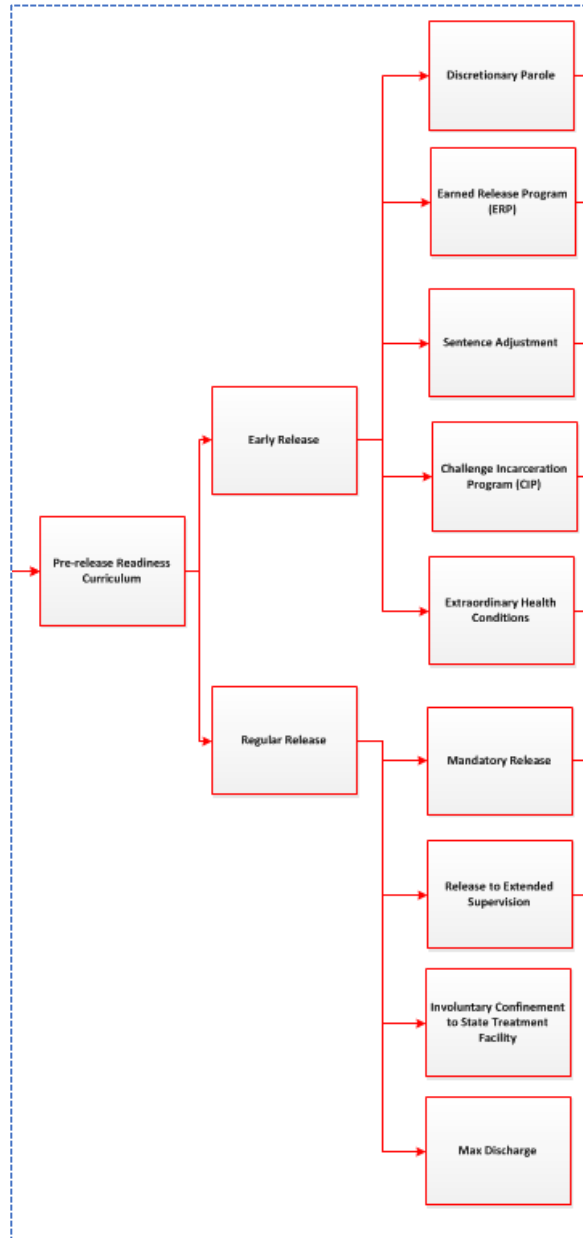 Discretionary Parole
Earned Release Program
(ERP)
Sentence Adjustment
Early Release
Challenge Incarceration
Program (CIP)
Pre-release Readiness
Curriculum
Extraordinary Health
Conditions
Regular Release
Mandatory Release
Release to Extended
Supervision
Involuntary Confinement
to State Treatment
Facility
Max Discharge